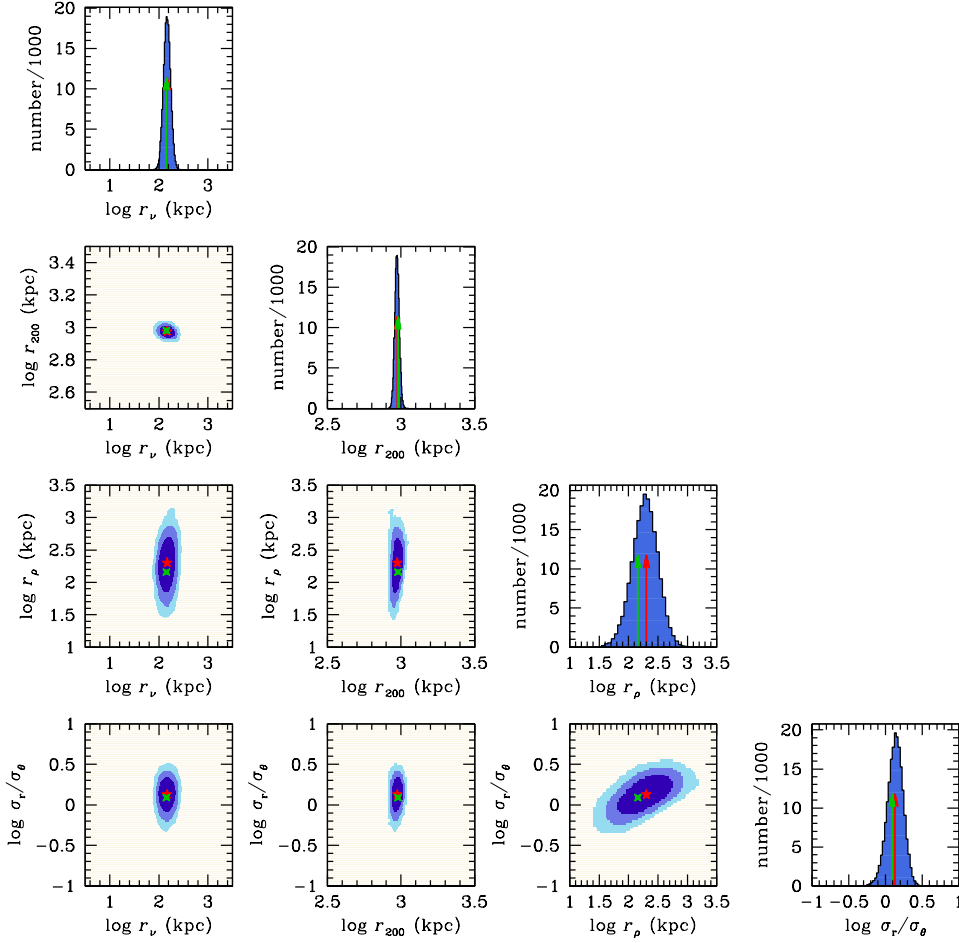 number/1000
20
15
10
5
0
1 2 3
log r_ν (kpc)
log r_200 (kpc)
3.4
3.2
3
2.8
2.6
1 2 3
log r_ν (kpc)
number/1000
20
15
10
5
0
2.5 3 3.5
log r_200 (kpc)
log r_ρ (kpc)
3.5
3
2.5
2
1.5
1
1 2 3
log r_ν (kpc)
log r_ρ (kpc)
3.5
3
2.5
2
1.5
1
2.5 3 3.5
log r_200 (kpc)
number/1000
20
15
10
5
0
1 1.5 2 2.5 3 3.5
log r_ρ (kpc)
log σ_r/σ_θ
1
0.5
0
−0.5
−1
1 2 3
log r_ν (kpc)
log σ_r/σ_θ
1
0.5
0
−0.5
−1
2.5 3 3.5
log r_200 (kpc)
log σ_r/σ_θ
1
0.5
0
−0.5
−1
1 1.5 2 2.5 3 3.5
log r_ρ (kpc)
number/1000
20
15
10
5
0
−1 −0.5 0 0.5 1
log σ_r/σ_θ